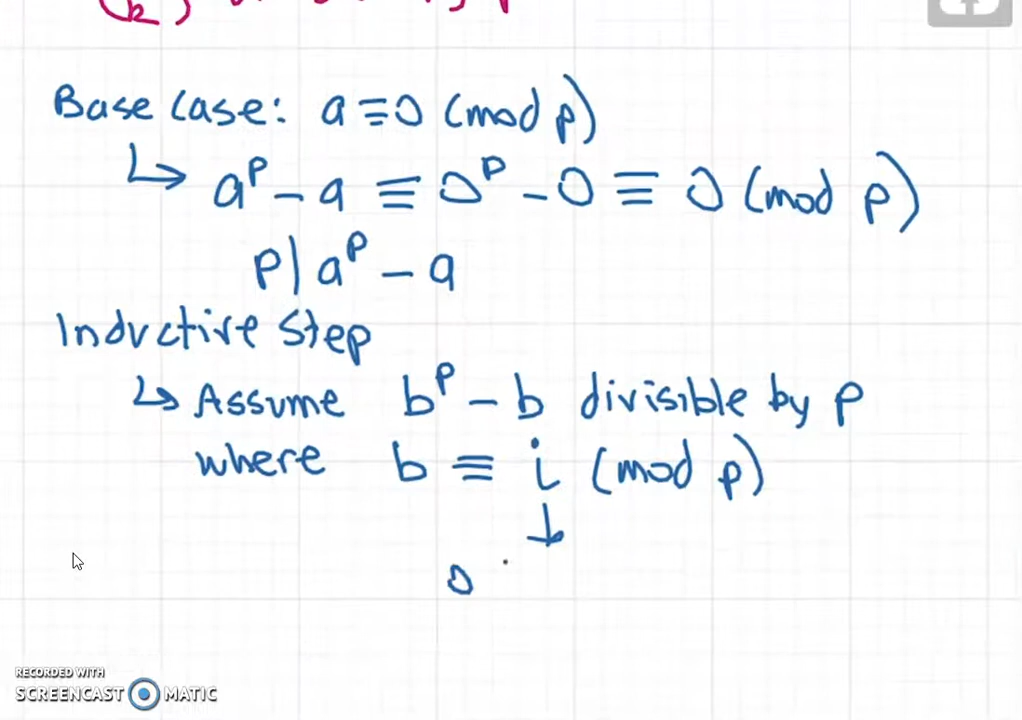 Base case: a ≡ 0 (mod p)
↳ a^p - a ≡ 0^p - 0 ≡ 0 (mod p)
p | a^p - a
Inductive step
↳ Assume b^p - b divisible by p
where b ≡ i (mod p)
↓
0
RECORDED WITH
SCREENCAST MATIC